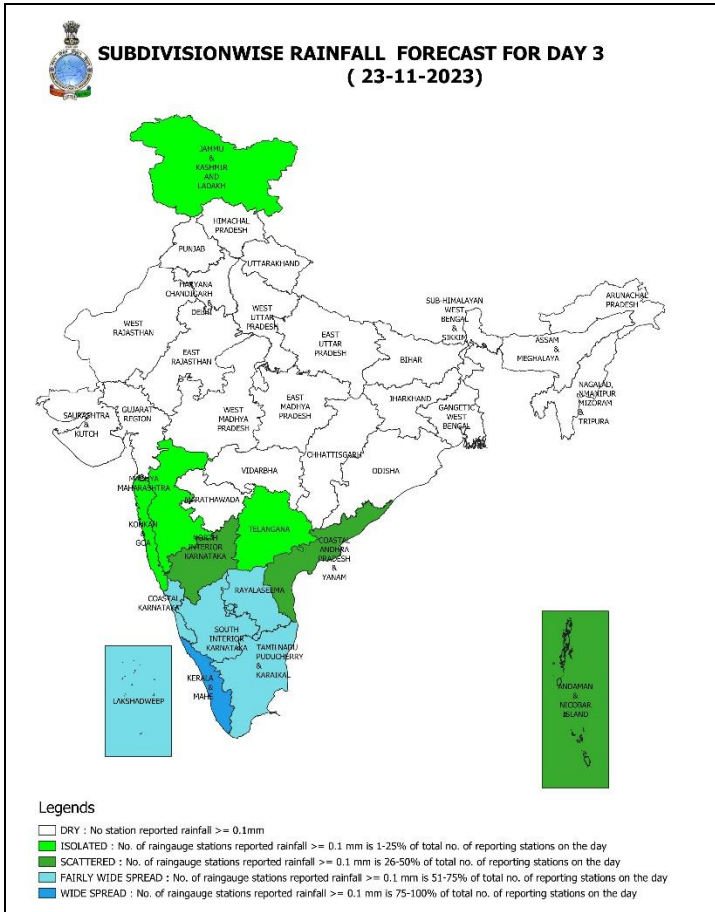 SUBDIVISIONWISE RAINFALL FORECAST FOR DAY 3
( 23-11-2023)
JAMMU
&
KASHMIR
AND
LADAKH
HIMACHAL
PRADESH
PUNJAB
UTTARAKHAND
HARYANA
CHANDIGARH
&
DELHI
WEST
RAJASTHAN
WEST
UTTAR
PRADESH
EAST
RAJASTHAN
EAST
UTTAR
PRADESH
SUB-HIMALAYAN
WEST
BENGAL
&
SIKKIM
ARUNACHAL
PRADESH
ASSAM
&
MEGHALAYA
BIHAR
NAGALAD,
MANIPUR
MIZORAM
&
TRIPURA
SAURASHTRA
&
KUTCH
GUJARAT
REGION
WEST
MADHYA
PRADESH
EAST
MADHYA
PRADESH
JHARKHAND
GANGETIC
WEST
BENGAL
CHHATTISGARH
ODISHA
VIDARBHA
MADHYA
MAHARASHTRA
MARATHAWADA
KONKAN
&
GOA
NORTH
INTERIOR
KARNATAKA
TELANGANA
COASTAL
ANDHRA
PRADESH
&
YANAM
RAYALASEEMA
COASTAL
KARNATAKA
SOUTH
INTERIOR
KARNATAKA
TAMILNADU
PUDUCHERRY
&
KARAIKAL
KERALA
&
MAHE
LAKSHADWEEP
ANDAMAN
&
NICOBAR
ISLAND
Legends
DRY : No station reported rainfall >= 0.1mm
ISOLATED : No. of raingauge stations reported rainfall >= 0.1 mm is 1-25% of total no. of reporting stations on the day
SCATTERED : No. of raingauge stations reported rainfall >= 0.1 mm is 26-50% of total no. of reporting stations on the day
FAIRLY WIDE SPREAD : No. of raingauge stations reported rainfall >= 0.1 mm is 51-75% of total no. of reporting stations on the day
WIDE SPREAD : No. of raingauge stations reported rainfall >= 0.1 mm is 75-100% of total no. of reporting stations on the day